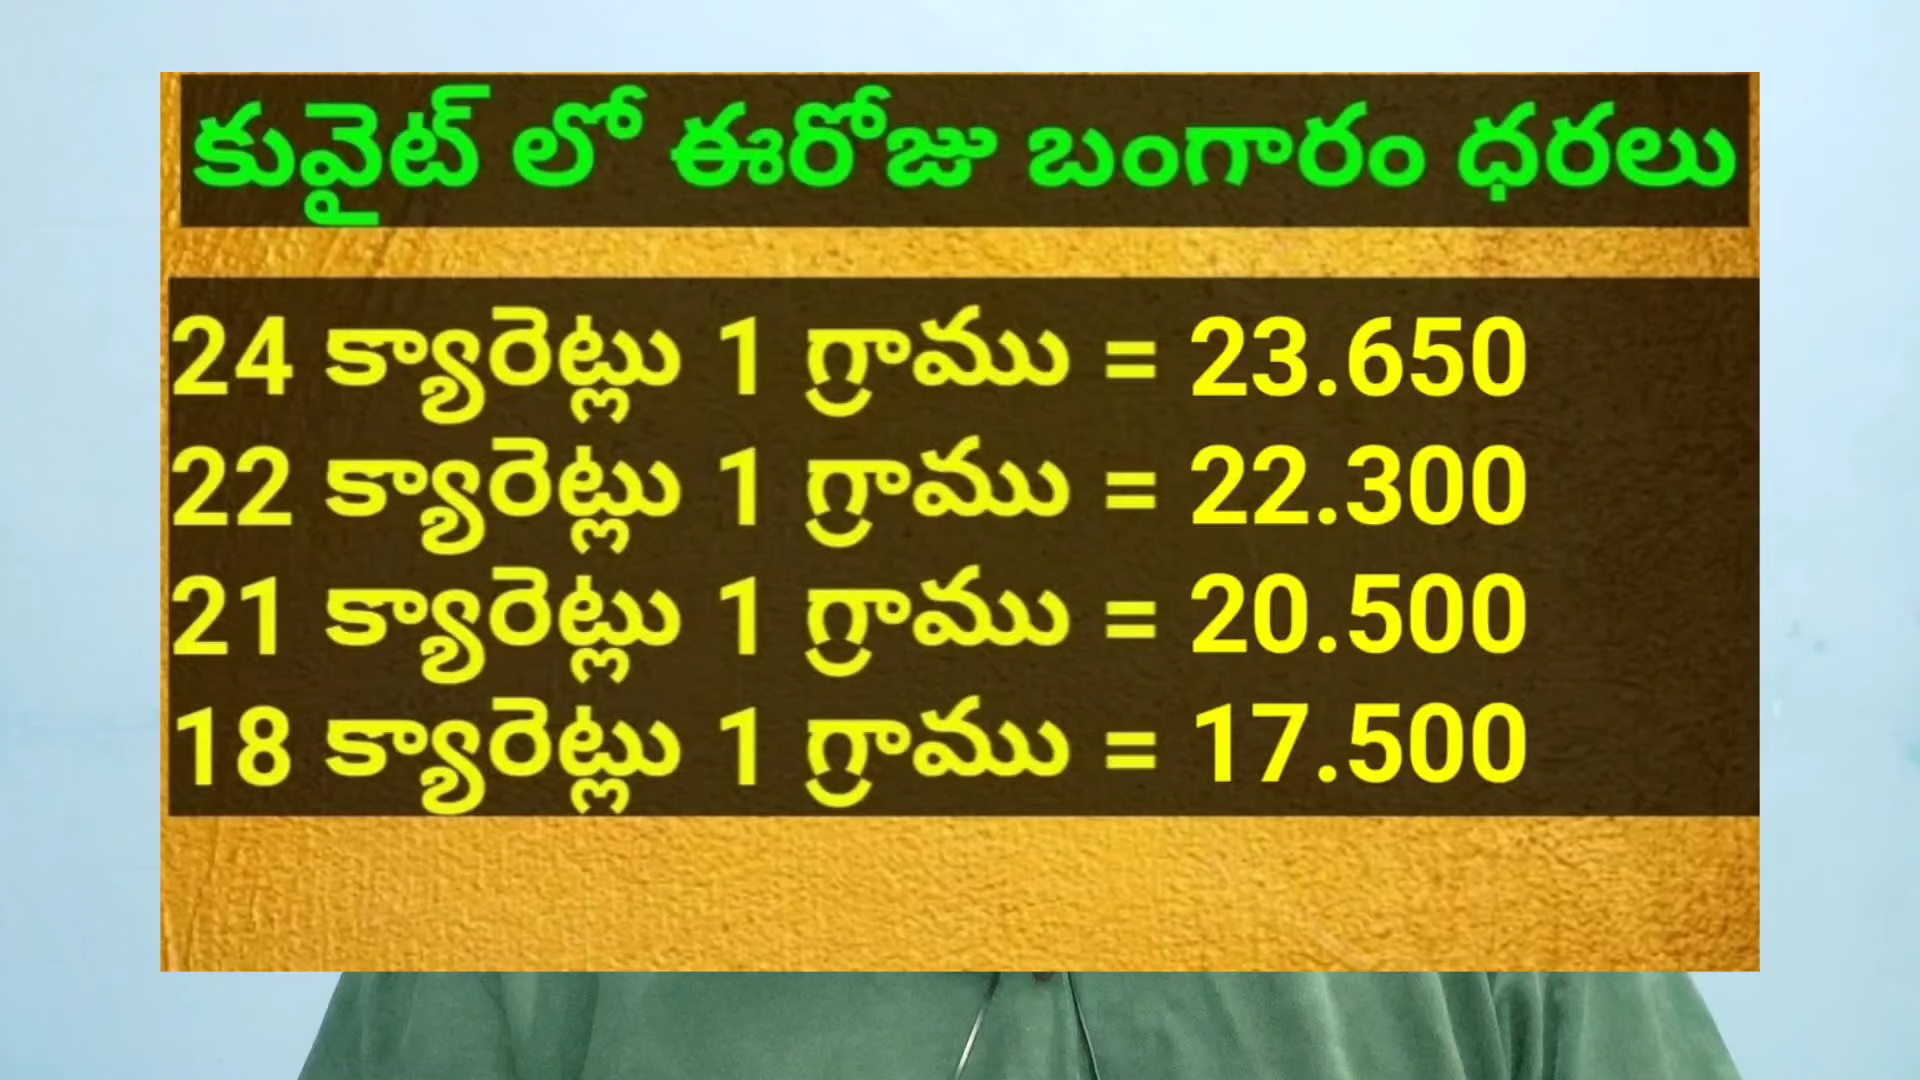 కువైట్ లో ఈరోజు బంగారం ధరలు
24 క్యారెట్లు 1 గ్రాము = 23.650
22 క్యారెట్లు 1 గ్రాము = 22.300
21 క్యారెట్లు 1 గ్రాము = 20.500
18 క్యారెట్లు 1 గ్రాము = 17.500